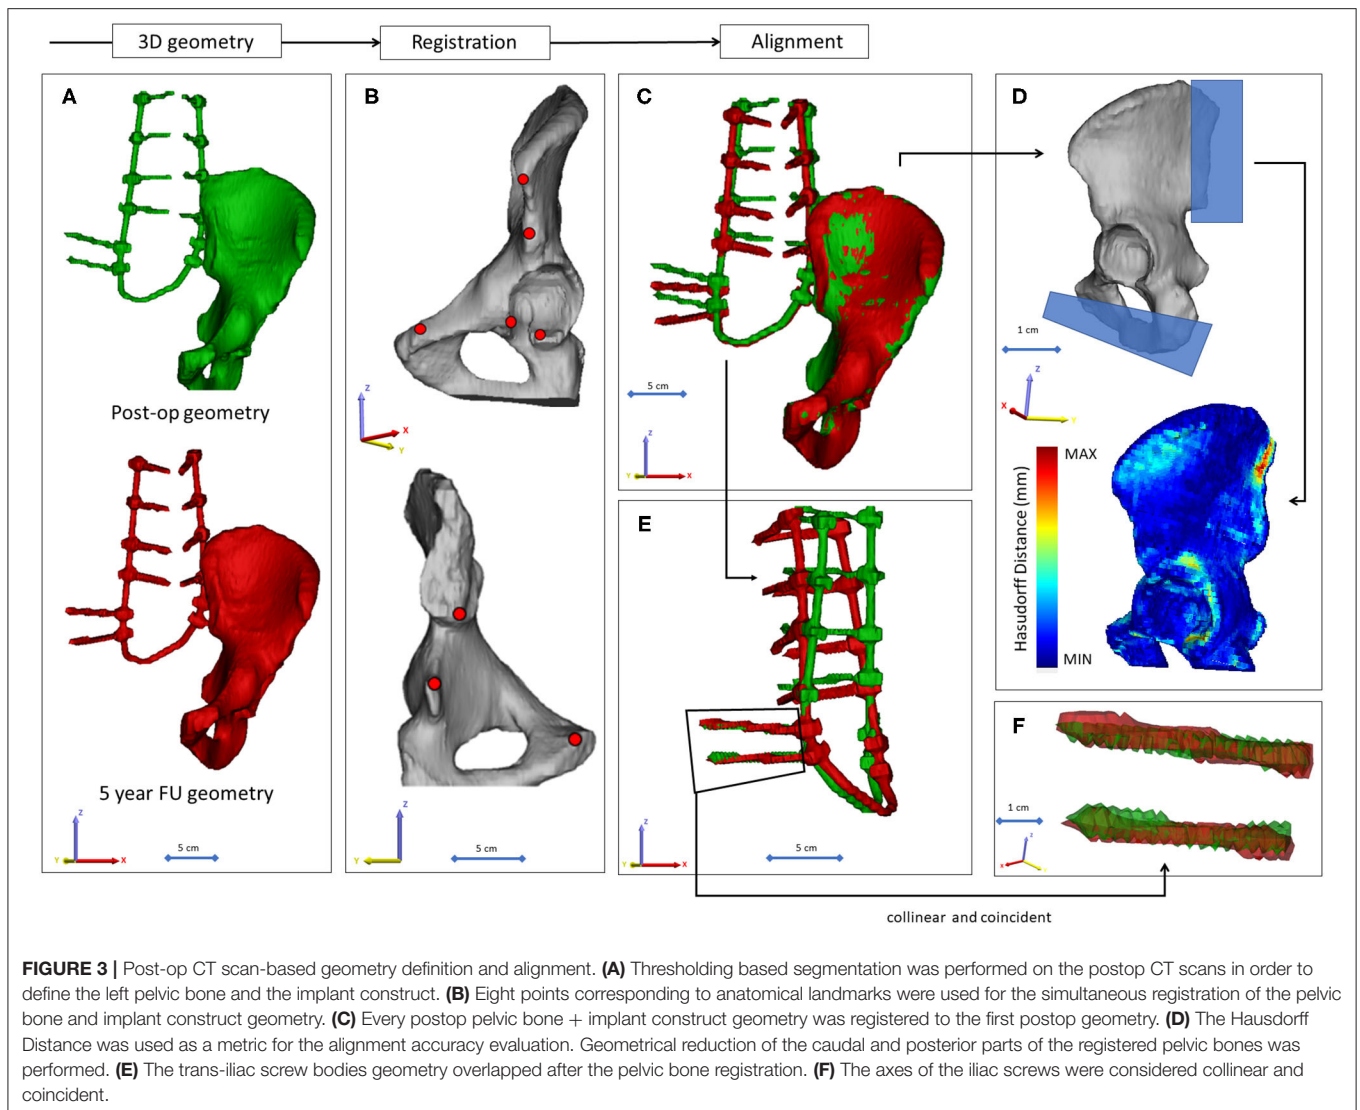 3D geometry
Registration
Alignment
A
Post-op geometry
5 year FU geometry
Z
Y
X
5 cm
B
Z
X
Y
Z
Y
5 cm
C
5 cm
Z
Y
X
D
1 cm
Z
X
Y
Hasudorff Distance (mm)
MAX
MIN
E
Z
Y
X
5 cm
F
1 cm
Z
X
Y
collinear and coincident
FIGURE 3 | Post-op CT scan-based geometry definition and alignment. (A) Thresholding based segmentation was performed on the postop CT scans in order to
define the left pelvic bone and the implant construct. (B) Eight points corresponding to anatomical landmarks were used for the simultaneous registration of the pelvic
bone and implant construct geometry. (C) Every postop pelvic bone + implant construct geometry was registered to the first postop geometry. (D) The Hausdorff
Distance was used as a metric for the alignment accuracy evaluation. Geometrical reduction of the caudal and posterior parts of the registered pelvic bones was
performed. (E) The trans-iliac screw bodies geometry overlapped after the pelvic bone registration. (F) The axes of the iliac screws were considered collinear and
coincident.